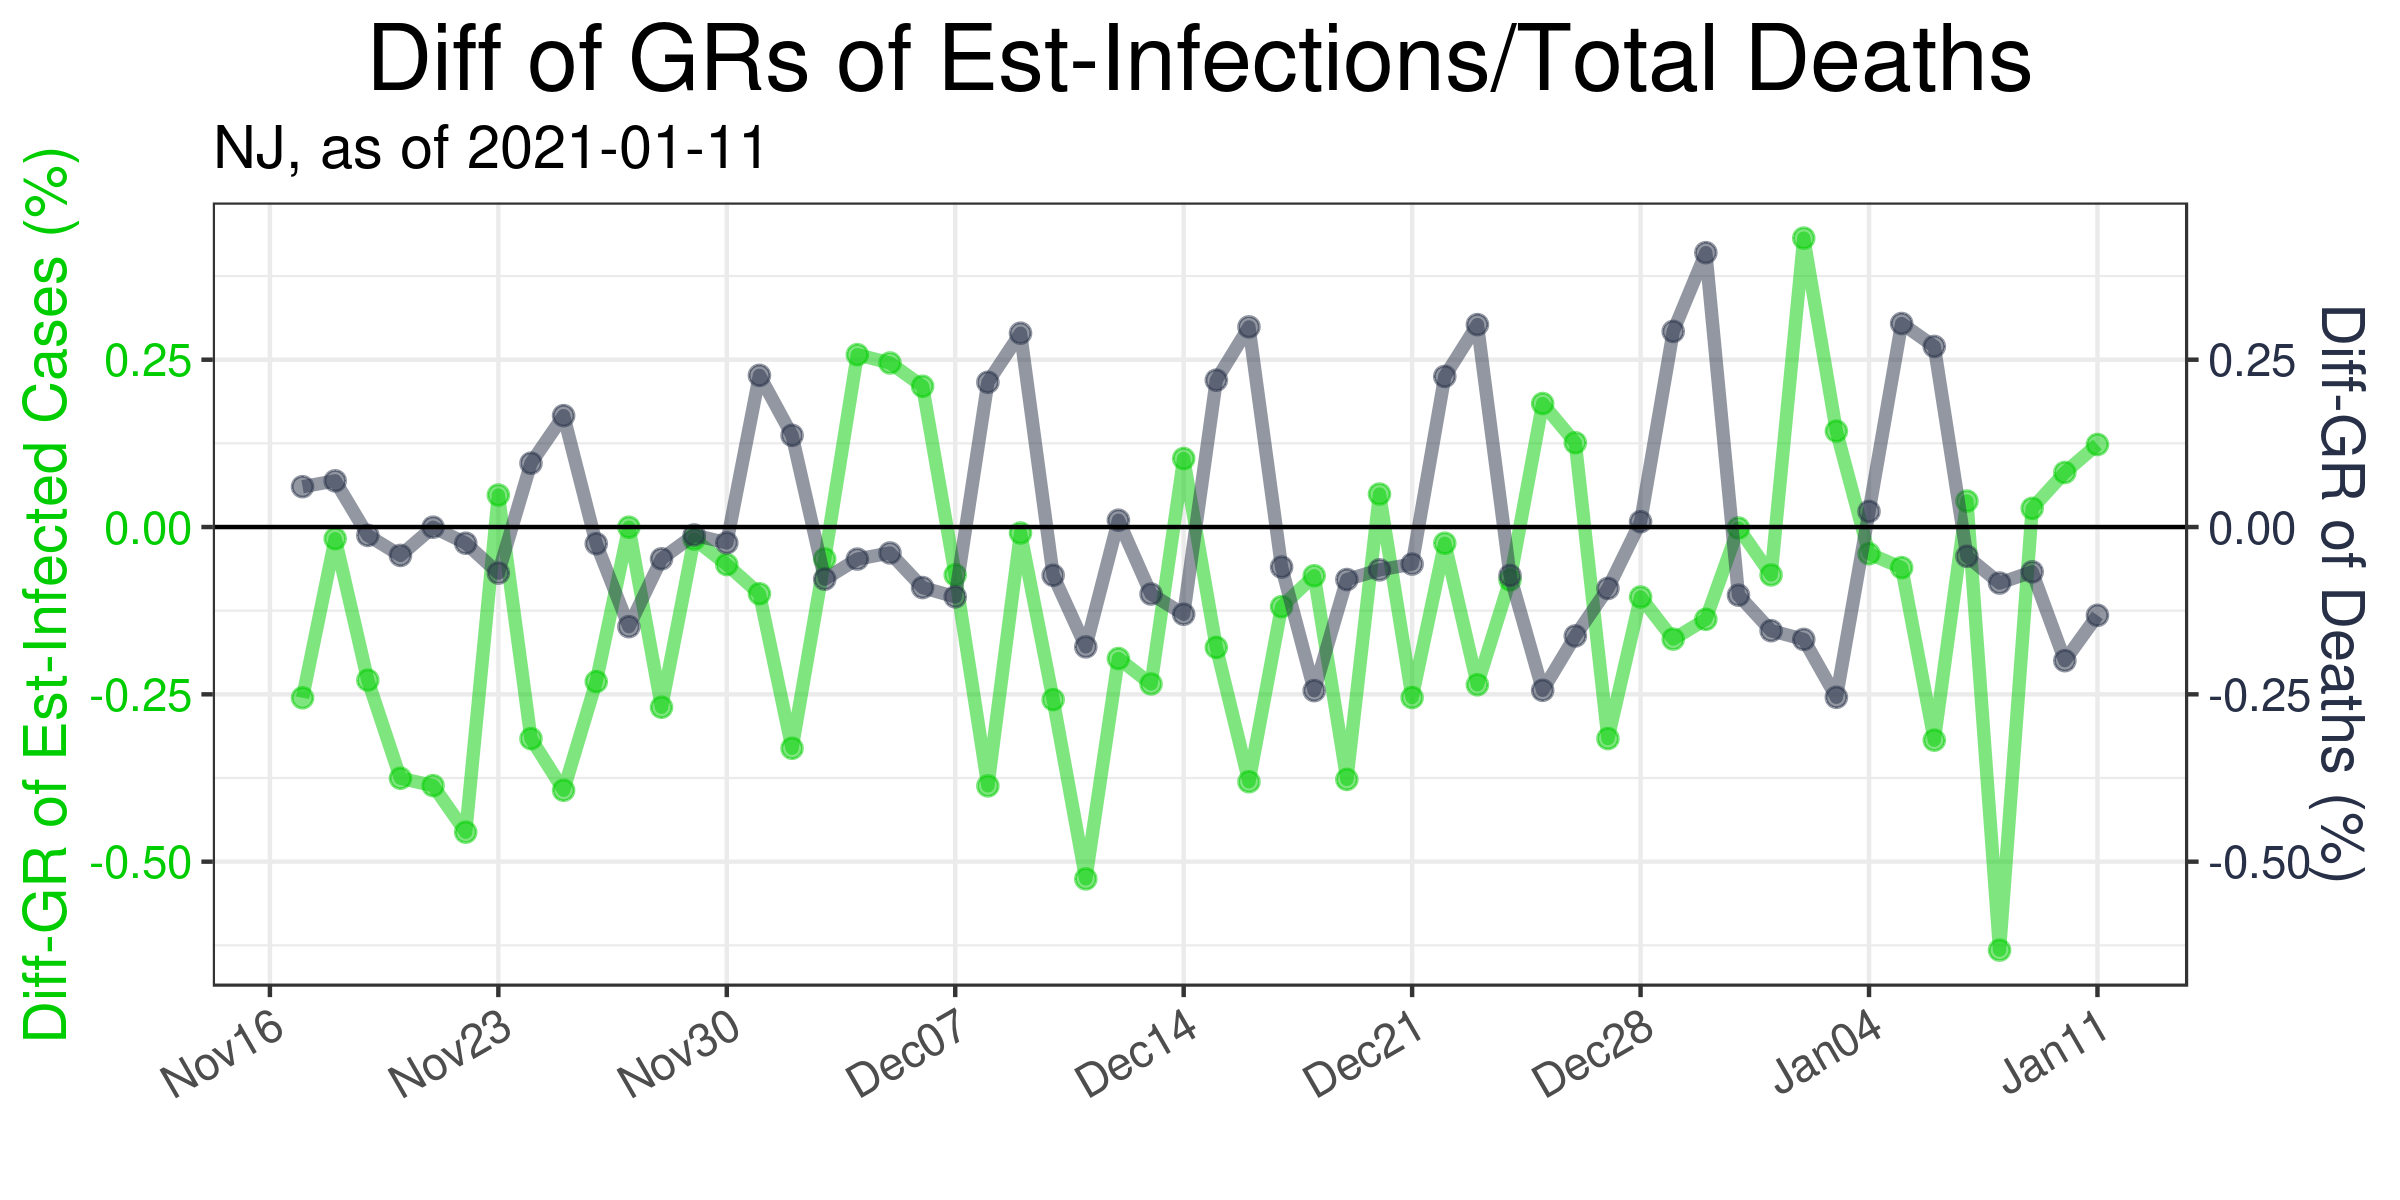 Diff of GRs of Est-Infections/Total Deaths
NJ, as of 2021-01-11
Diff-GR of Est-Infected Cases (%)
0.25
0.00
-0.25
-0.50
0.25
0.00
-0.25
-0.50
Diff-GR of Deaths (%)
Nov16
Nov23
Nov30
Dec07
Dec14
Dec21
Dec28
Jan04
Jan11